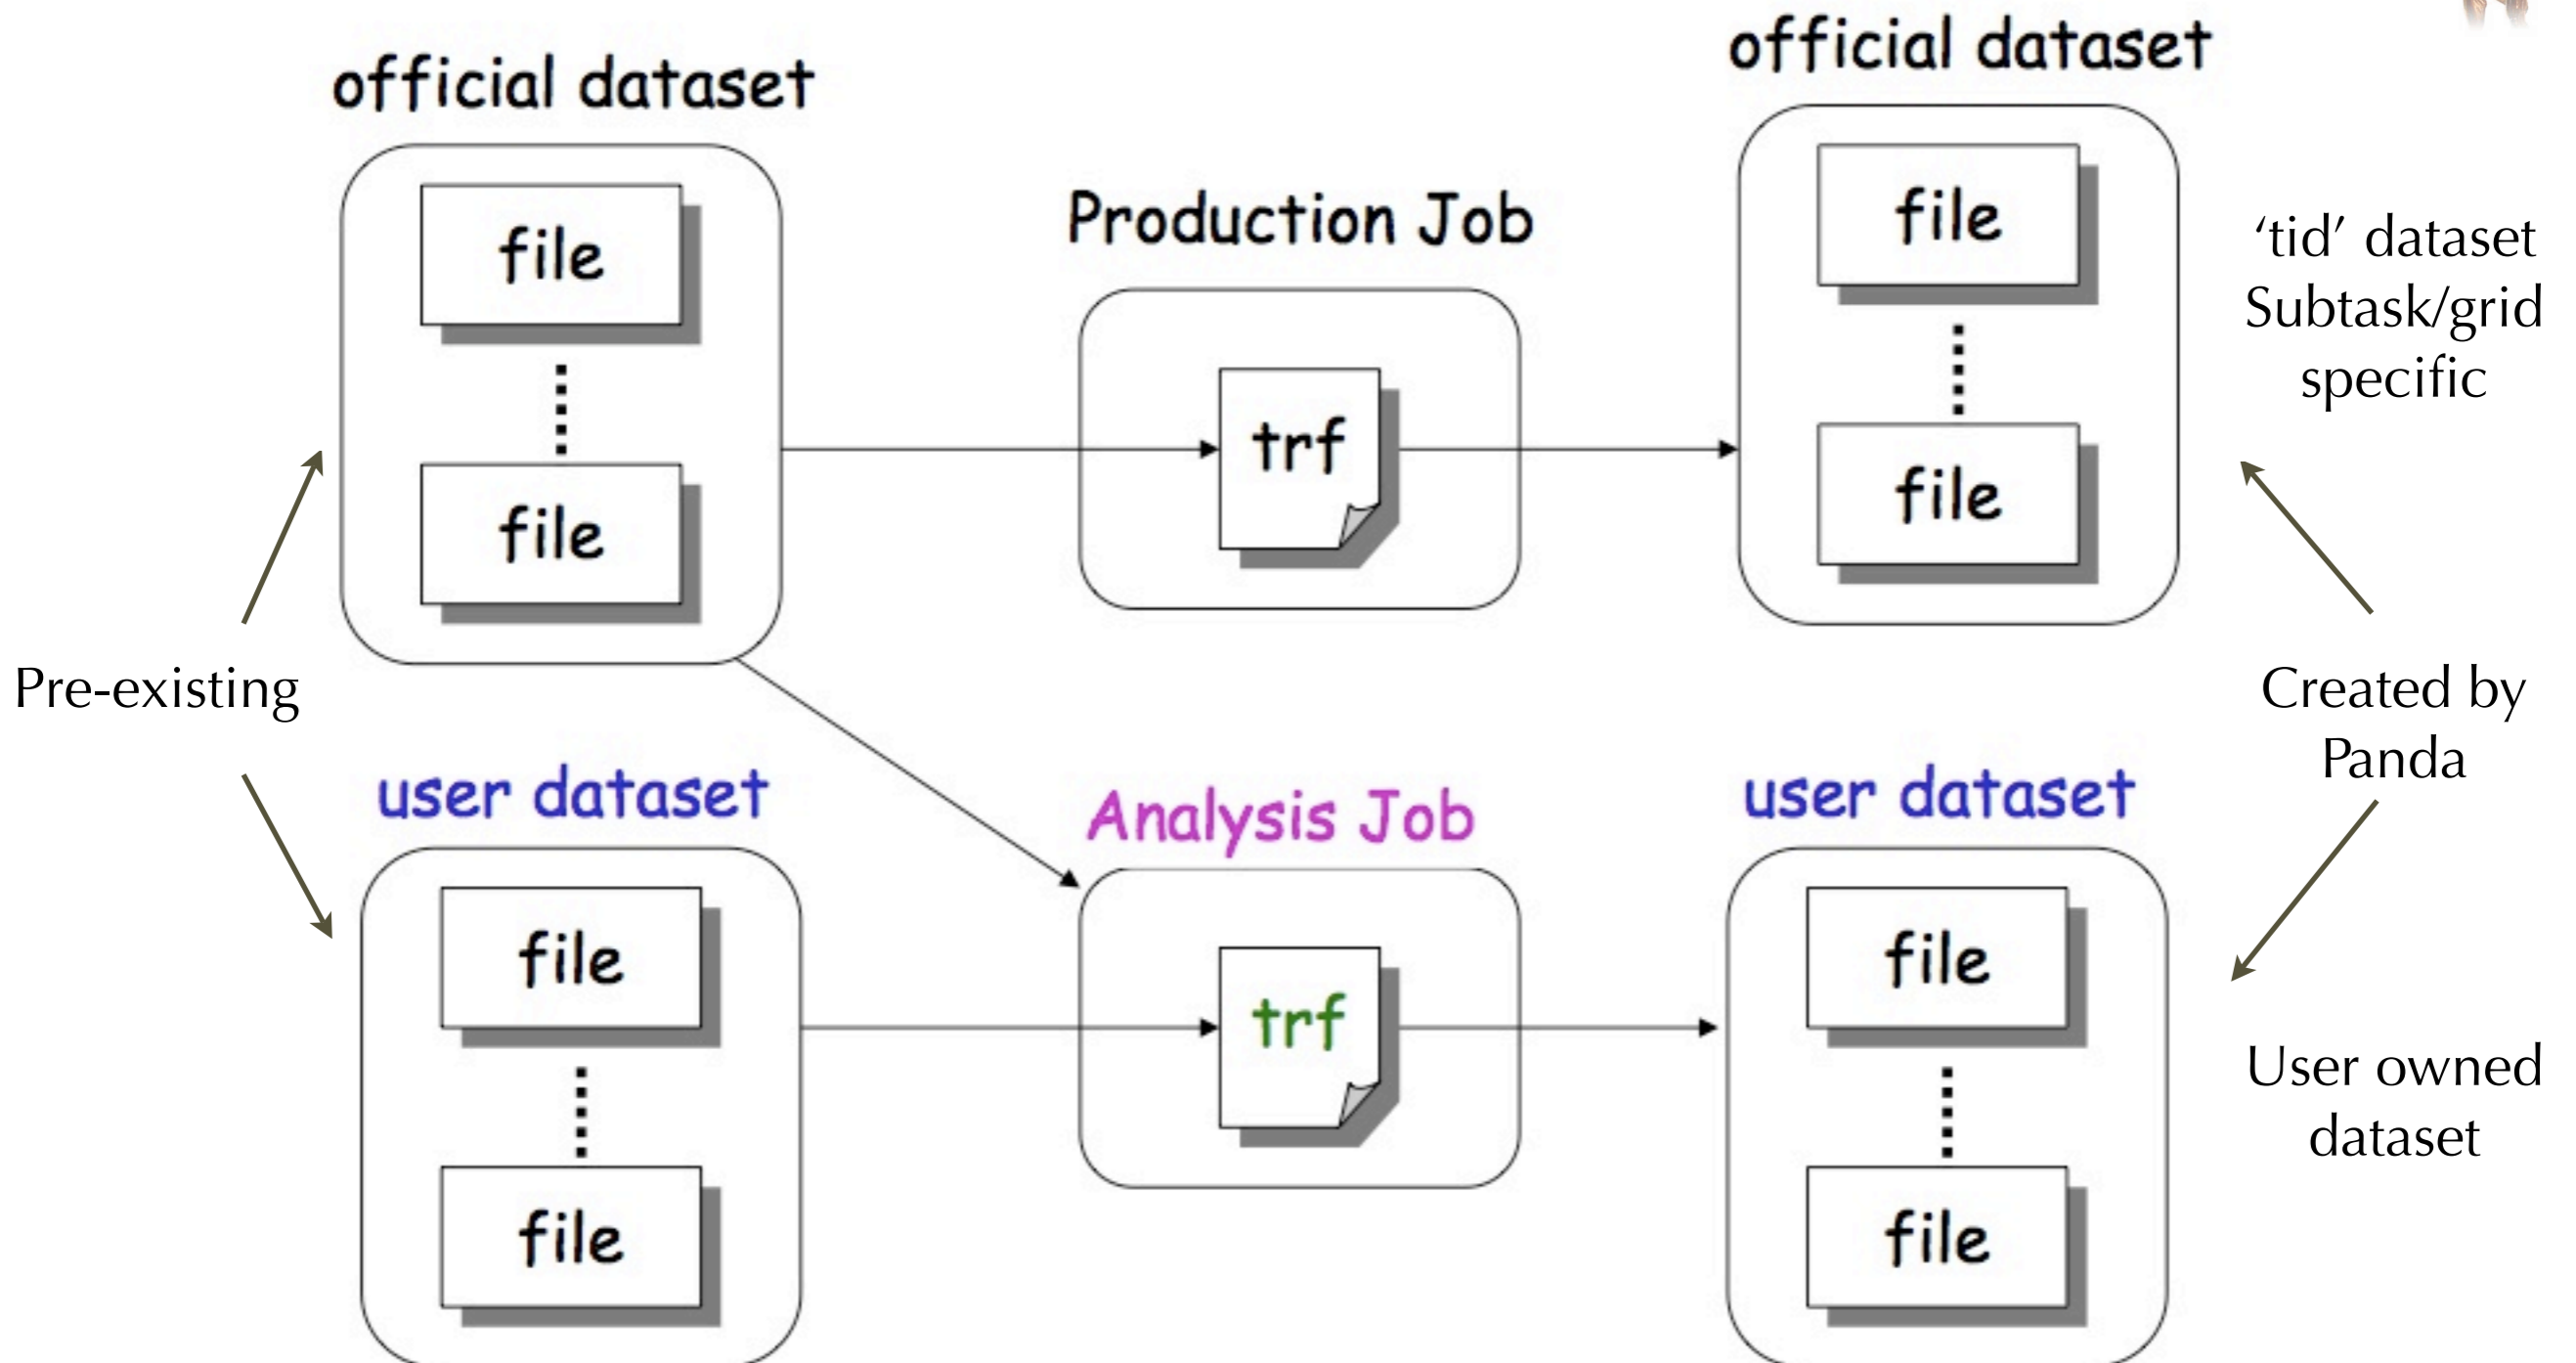 official dataset
file
file
Production Job
trf
official dataset
file
file
‘tid’ dataset
Subtask/grid
specific
Pre-existing
Created by
Panda
user dataset
file
file
Analysis Job
trf
user dataset
file
file
User owned
dataset